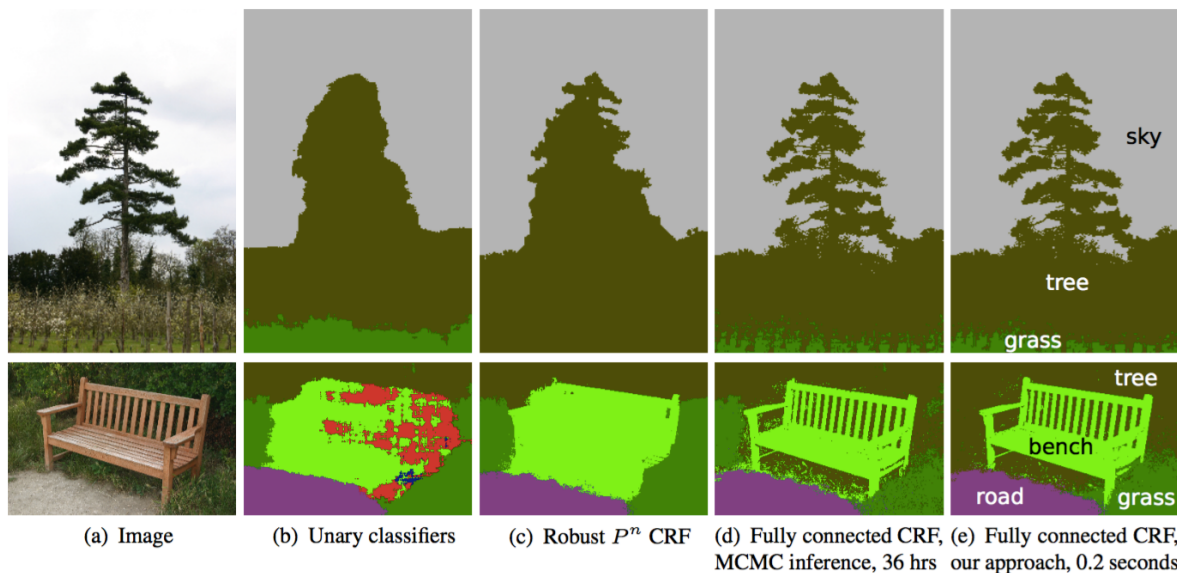 sky
tree
grass
tree
bench
road
grass
(a) Image
(b) Unary classifiers
(c) Robust Pⁿ CRF
(d) Fully connected CRF,
MCMC inference, 36 hrs
(e) Fully connected CRF,
our approach, 0.2 seconds